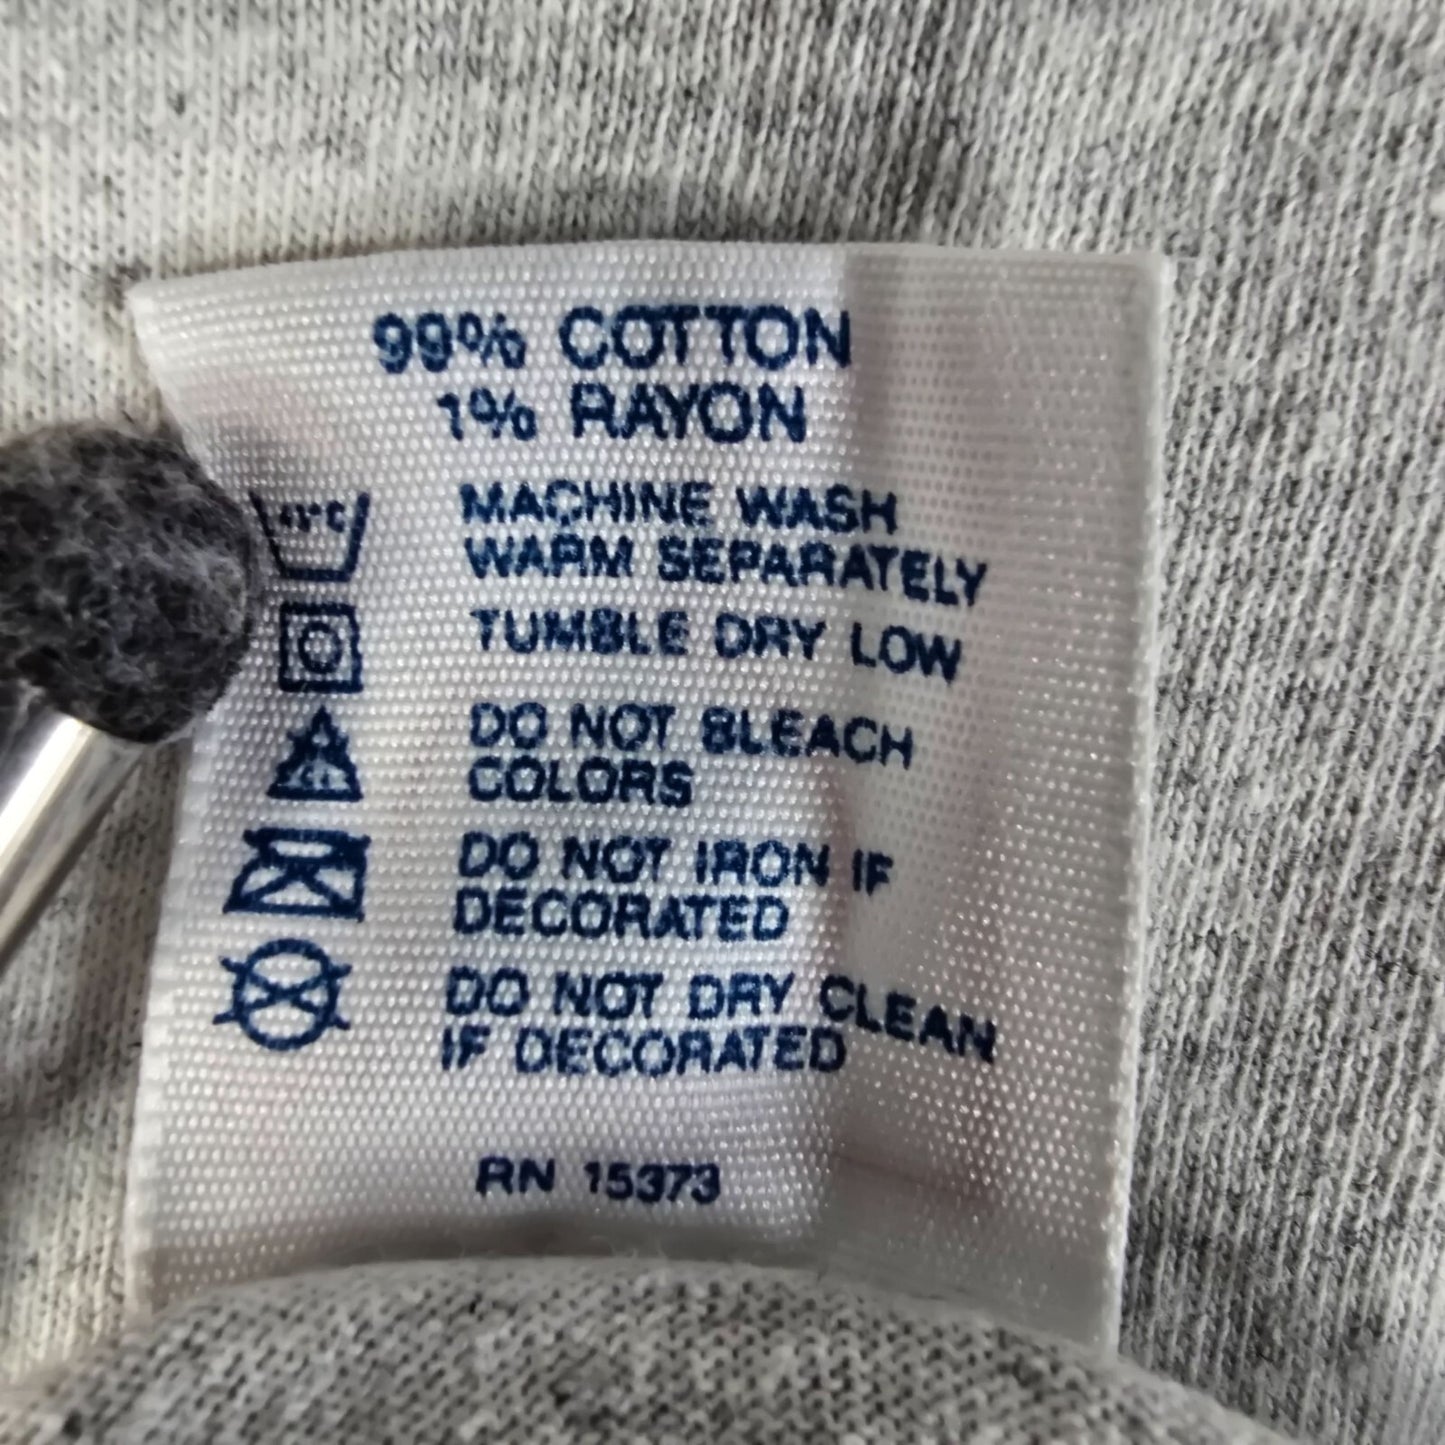 99% COTTON
1% RAYON
MACHINE WASH
WARM SEPARATELY
TUMBLE DRY LOW
DO NOT BLEACH
COLORS
DO NOT IRON IF
DECORATED
DO NOT DRY CLEAN
IF DECORATED
RN 15373